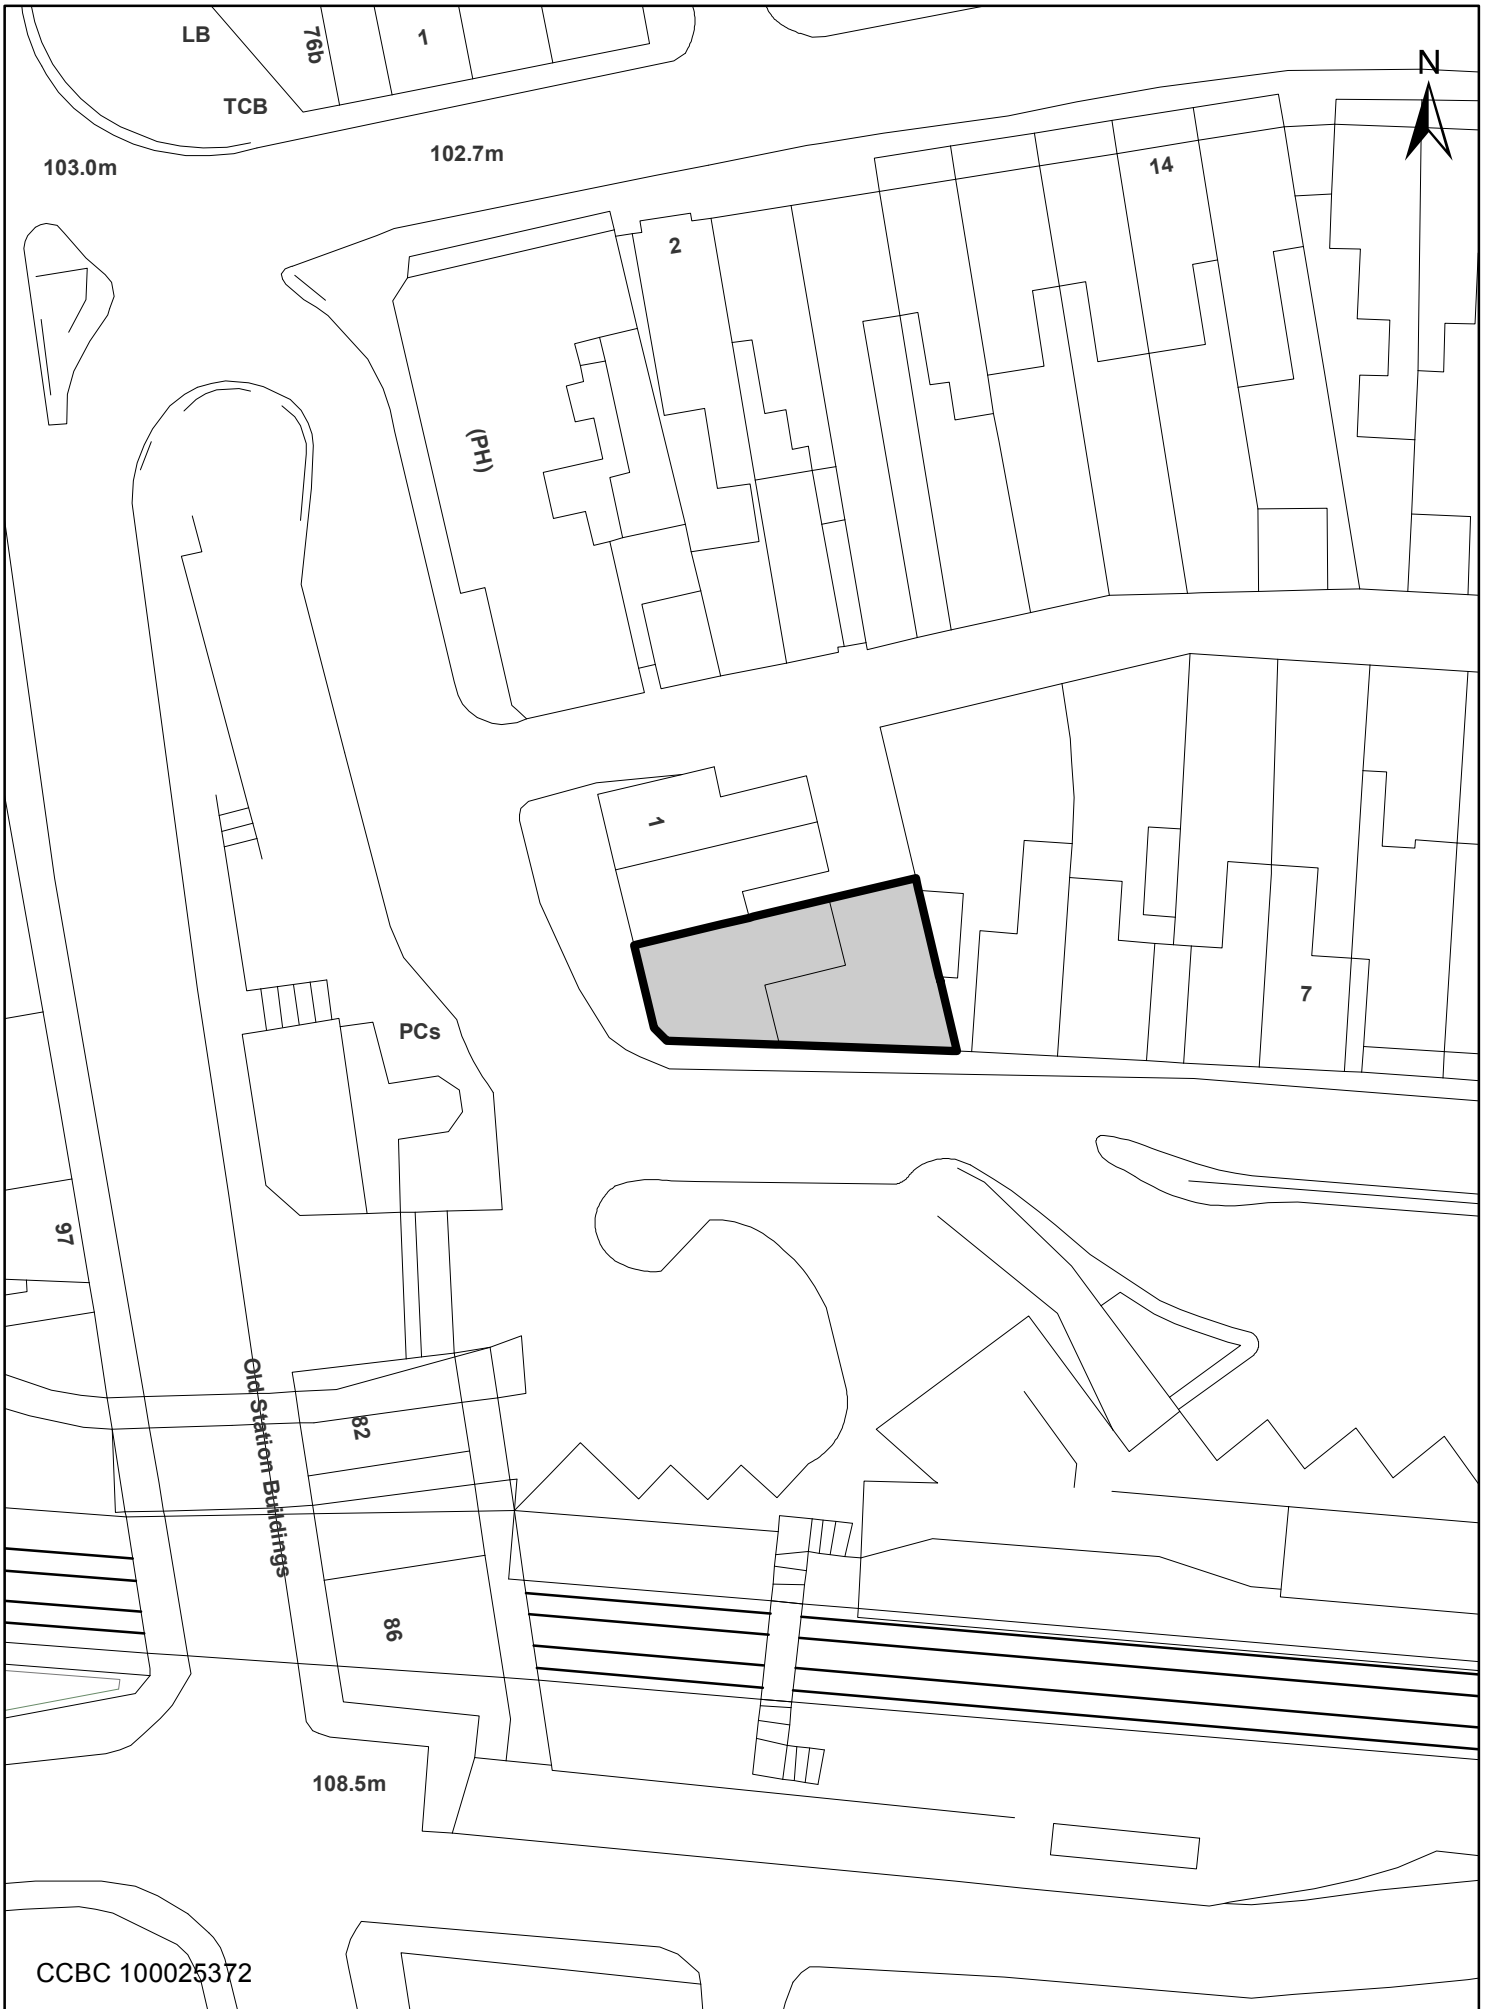 LB
76b
1
N
TCB
103.0m
102.7m
14
2
(PH)
1
7
PCs
97
Old Station Buildings
82
86
108.5m
CCBC 100025372